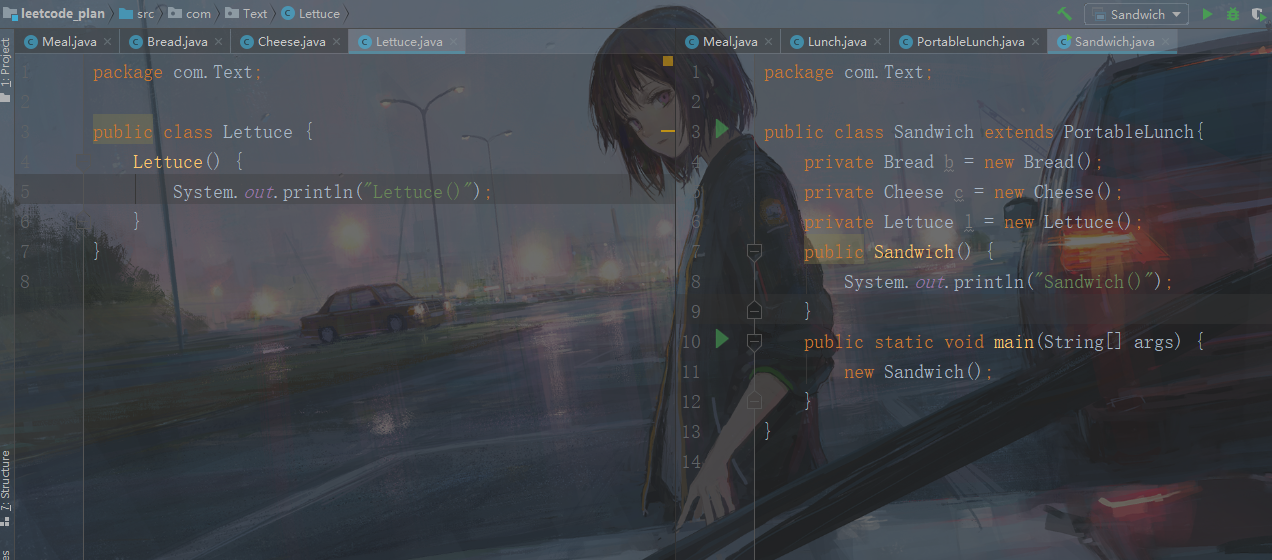 leetcode_plan src com Text Lettuce
Sandwich
Meal.java Bread.java Cheese.java Lettuce.java
Meal.java Lunch.java PortableLunch.java Sandwich.java
1: Project
7: Structure
1 package com.Text;
2
3 public class Lettuce {
4 Lettuce() {
5 System.out.println("Lettuce()");
6 }
7 }
8
1 package com.Text;
2
3 public class Sandwich extends PortableLunch{
4 private Bread b = new Bread();
5 private Cheese c = new Cheese();
6 private Lettuce l = new Lettuce();
7 public Sandwich() {
8 System.out.println("Sandwich()");
9 }
10 public static void main(String[] args) {
11 new Sandwich();
12 }
13 }
14